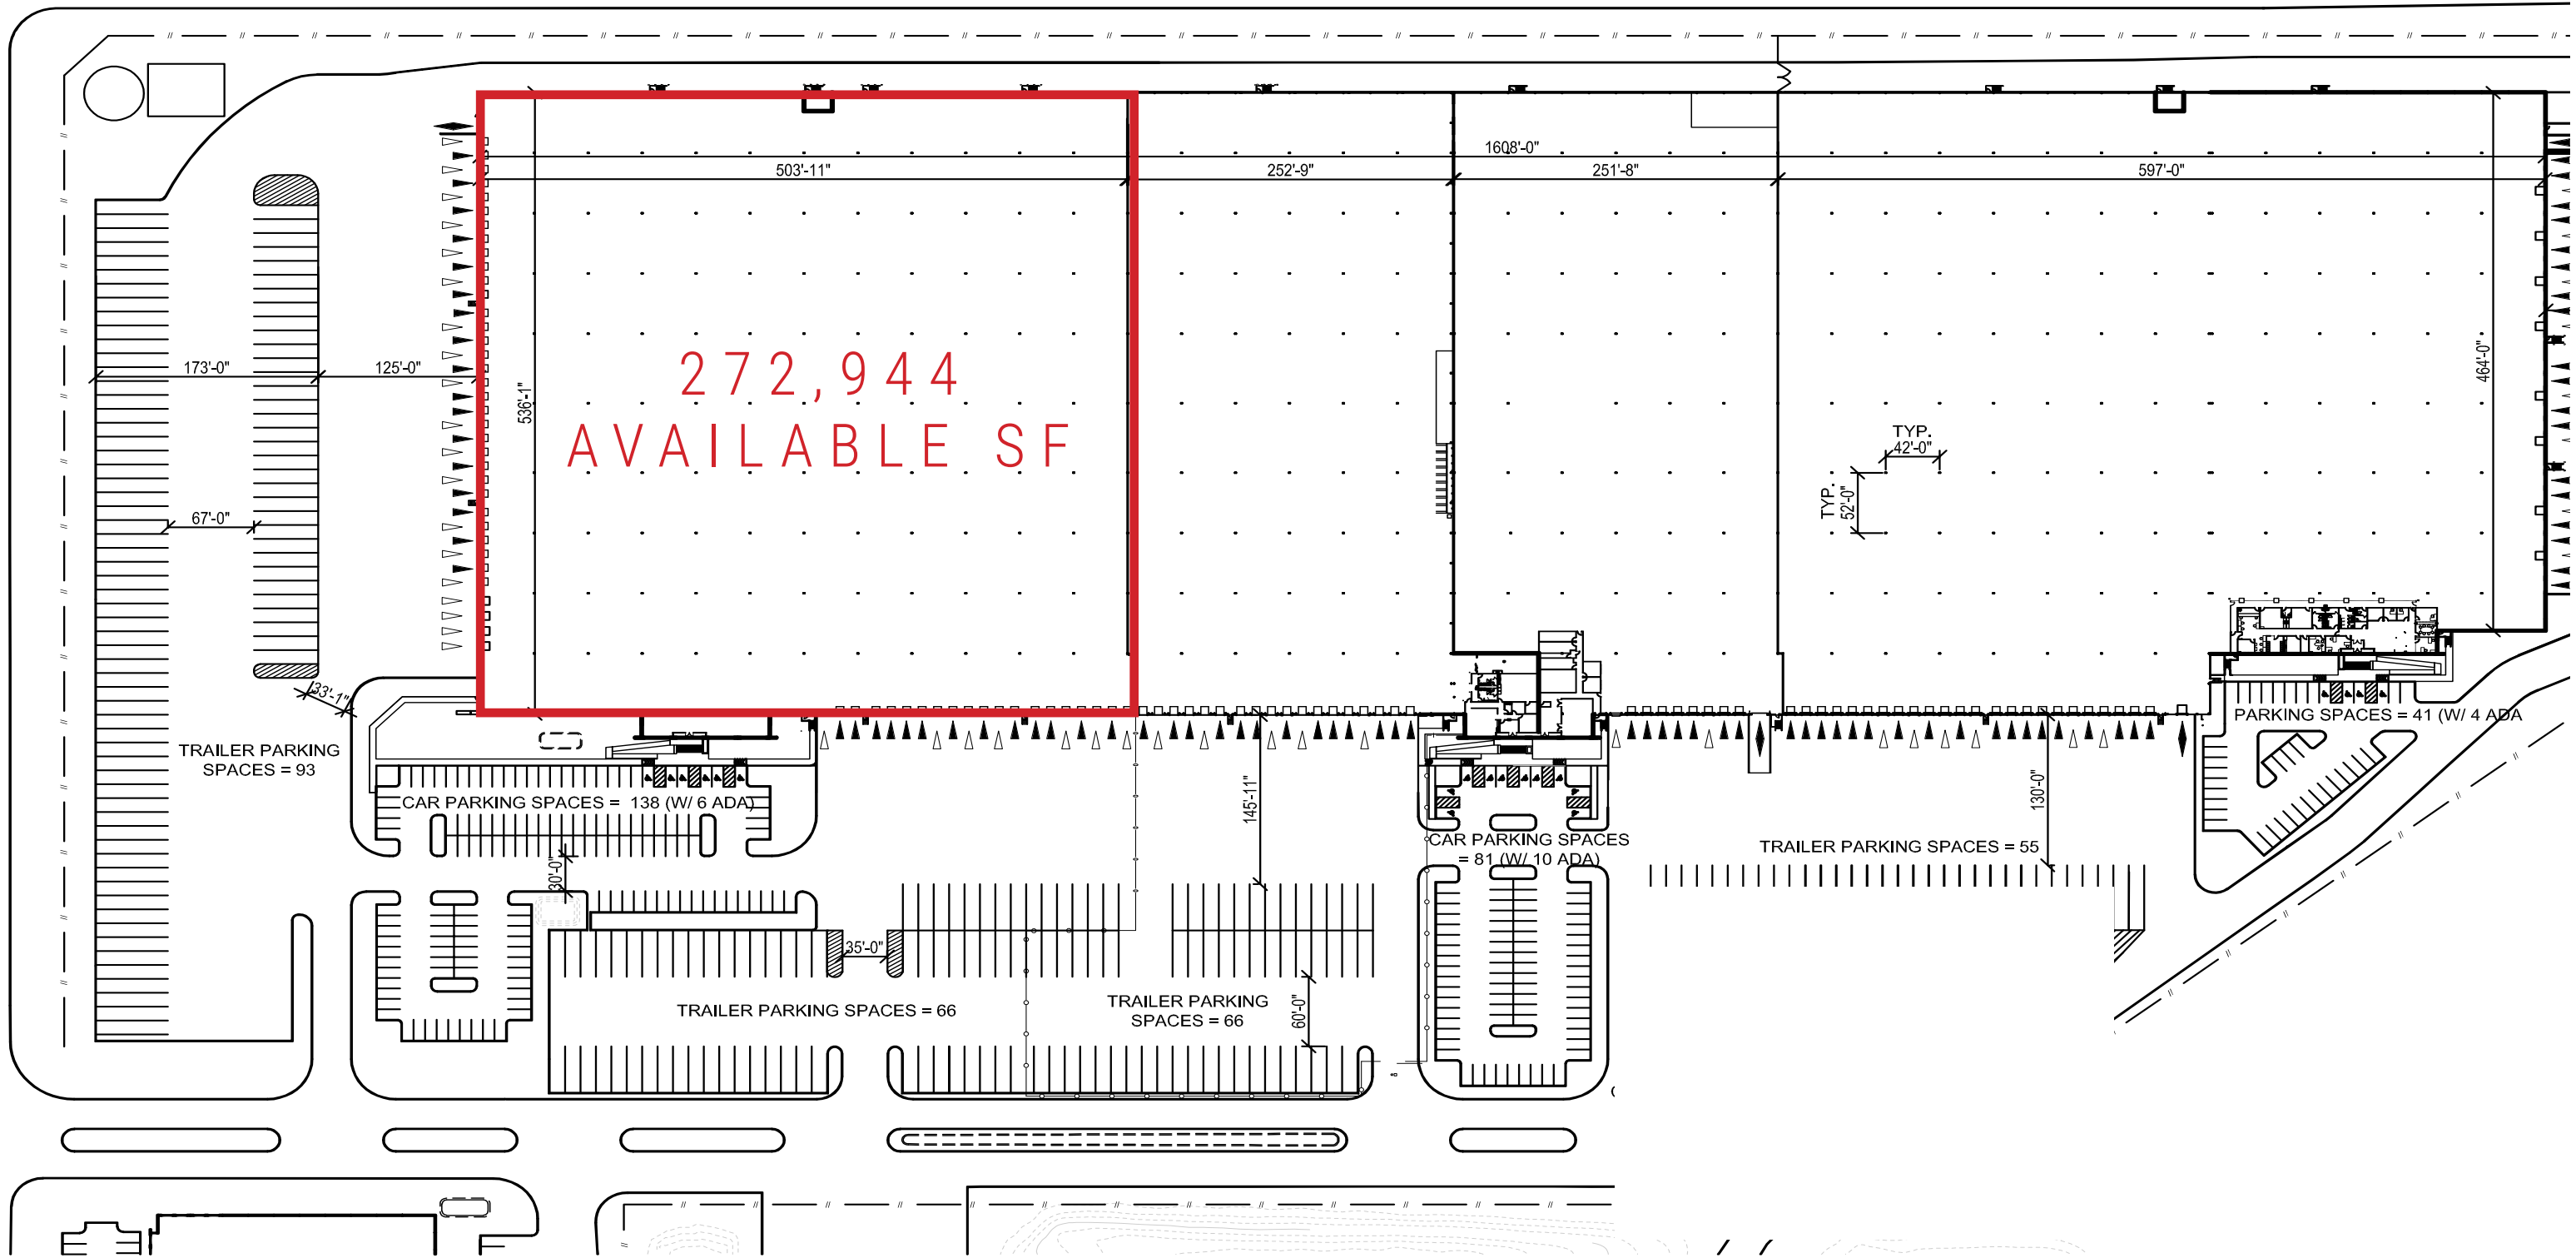 1608'-0"
503'-11"
252'-9"
251'-8"
597'-0"
173'-0"
125'-0"
536'-1"
272,944
AVAILABLE SF
464'-0"
TYP.
42'-0"
TYP.
52'-0"
67'-0"
33'-1"
TRAILER PARKING
SPACES = 93
CAR PARKING SPACES = 138 (W/ 6 ADA)
30'-0"
145'-11"
CAR PARKING SPACES
= 81 (W/ 10 ADA)
130'-0"
TRAILER PARKING SPACES = 55
PARKING SPACES = 41 (W/ 4 ADA
35'-0"
TRAILER PARKING SPACES = 66
TRAILER PARKING
SPACES = 66
60'-0"